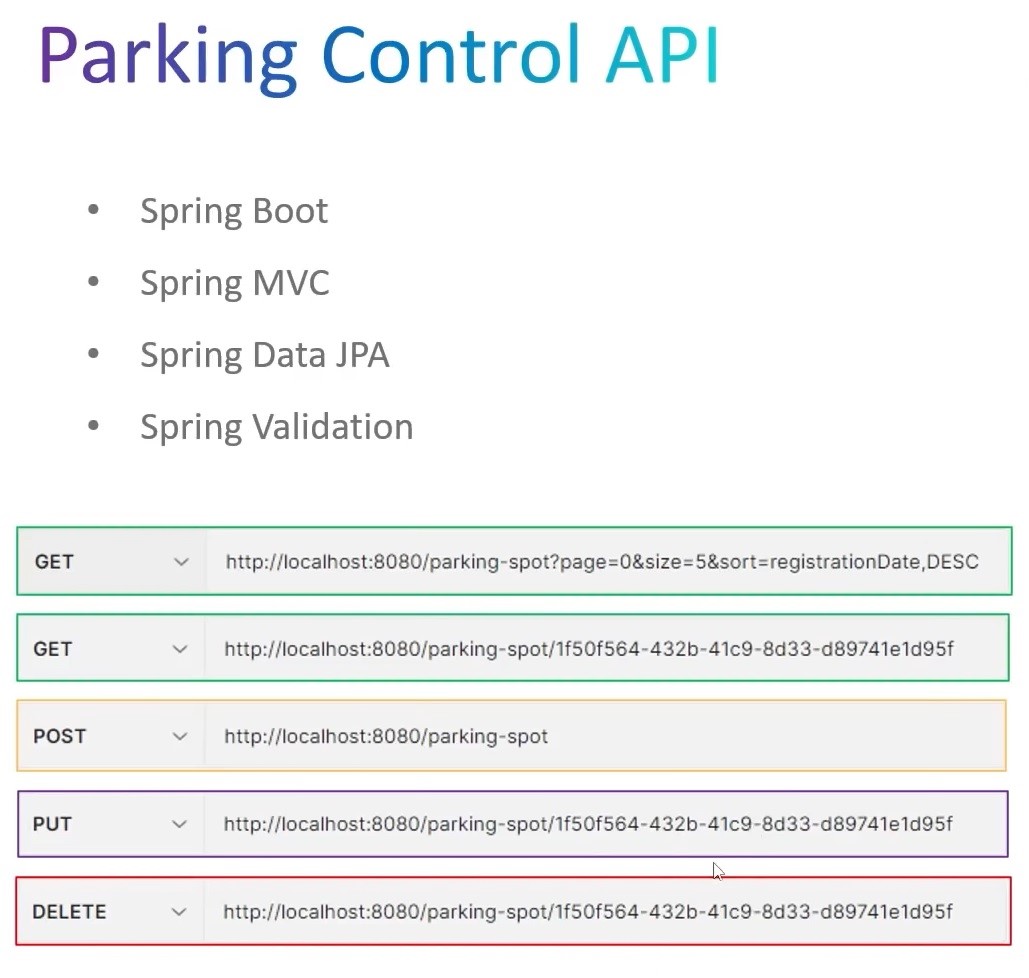 Parking Control API
• Spring Boot
• Spring MVC
• Spring Data JPA
• Spring Validation
GET http://localhost:8080/parking-spot?page=0&size=5&sort=registrationDate,DESC
GET http://localhost:8080/parking-spot/1f50f564-432b-41c9-8d33-d89741e1d95f
POST http://localhost:8080/parking-spot
PUT http://localhost:8080/parking-spot/1f50f564-432b-41c9-8d33-d89741e1d95f
DELETE http://localhost:8080/parking-spot/1f50f564-432b-41c9-8d33-d89741e1d95f